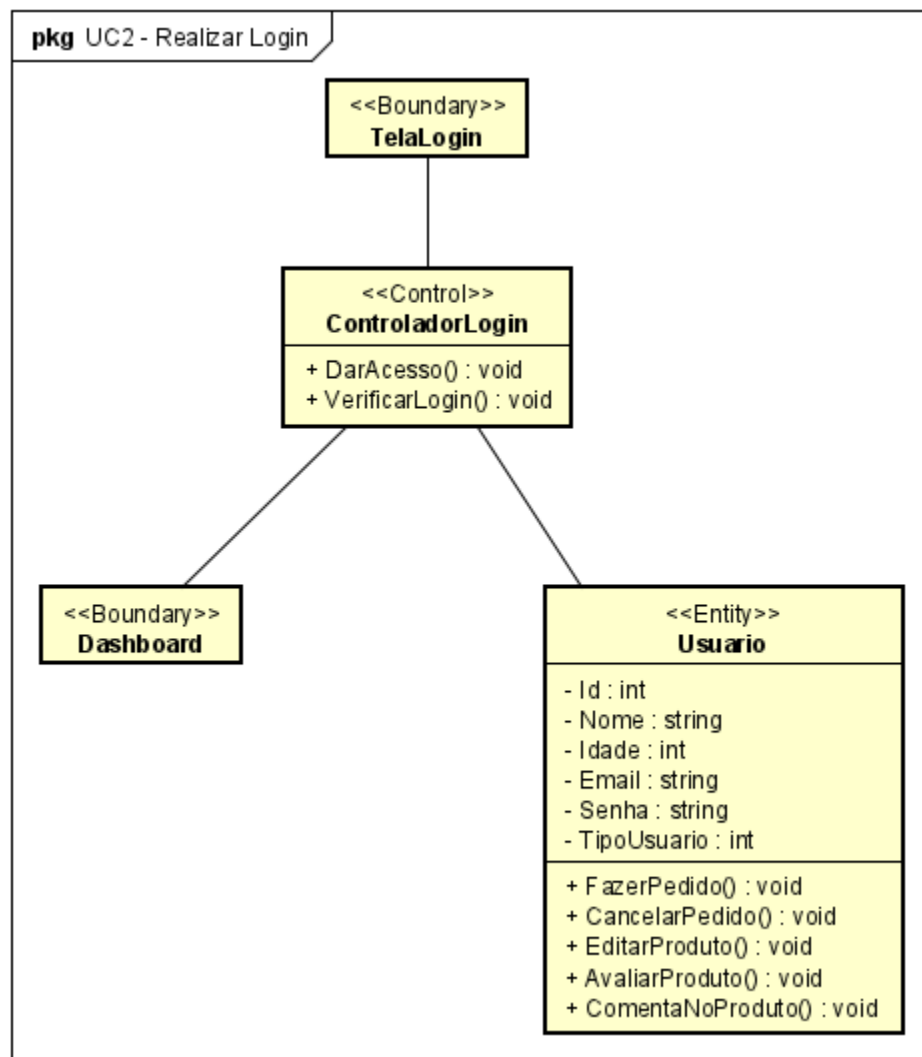 pkg UC2 - Realizar Login
<<Boundary>>
TelaLogin
<<Control>>
ControladorLogin
+ DarAcesso() : void
+ VerificarLogin() : void
<<Boundary>>
Dashboard
<<Entity>>
Usuario
- Id : int
- Nome : string
- Idade : int
- Email : string
- Senha : string
- TipoUsuario : int
+ FazerPedido() : void
+ CancelarPedido() : void
+ EditarProduto() : void
+ AvaliarProduto() : void
+ ComentaNoProduto() : void